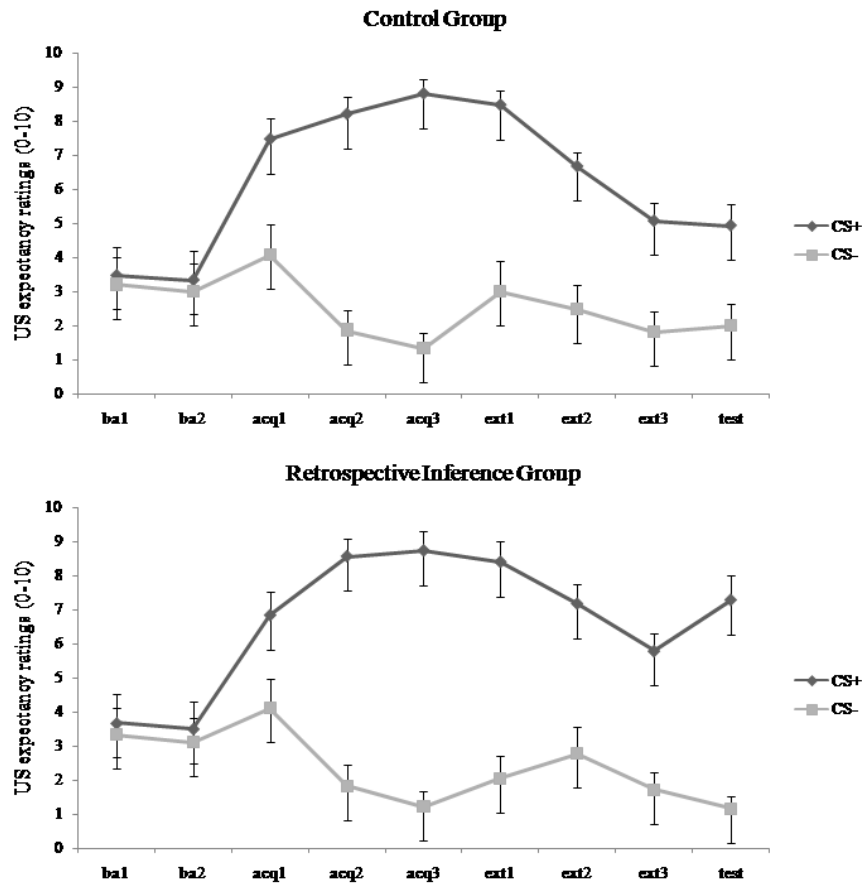 Control Group
US expectancy ratings (0-10)
10
9
8
7
6
5
4
3
2
1
0
ba1 ba2 acq1 acq2 acq3 ext1 ext2 ext3 test
CS+
CS-
Retrospective Inference Group
US expectancy ratings (0-10)
10
9
8
7
6
5
4
3
2
1
0
ba1 ba2 acq1 acq2 acq3 ext1 ext2 ext3 test
CS+
CS-